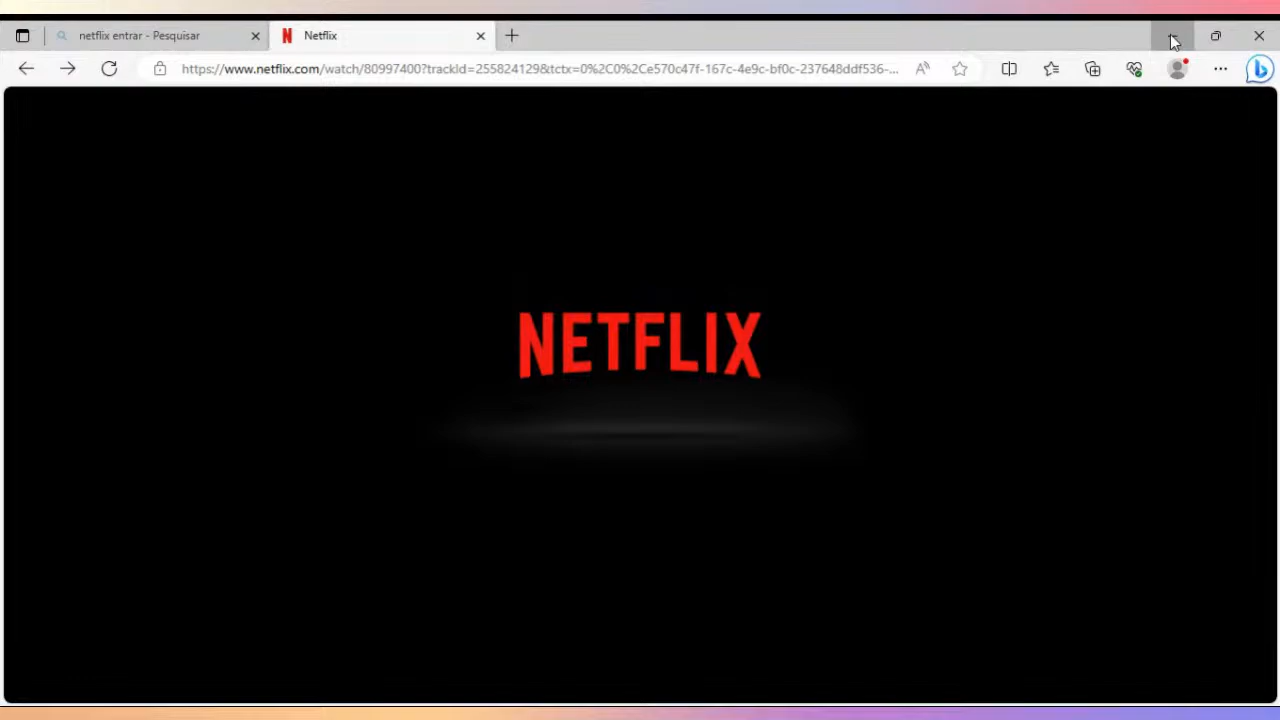 netflix entrar - Pesquisar
Netflix
https://www.netflix.com/watch/80997400?trackId=255824129&tctx=0%2C0%2Ce570c47f-167c-4e9c-bf0c-237648ddf536-...
NETFLIX